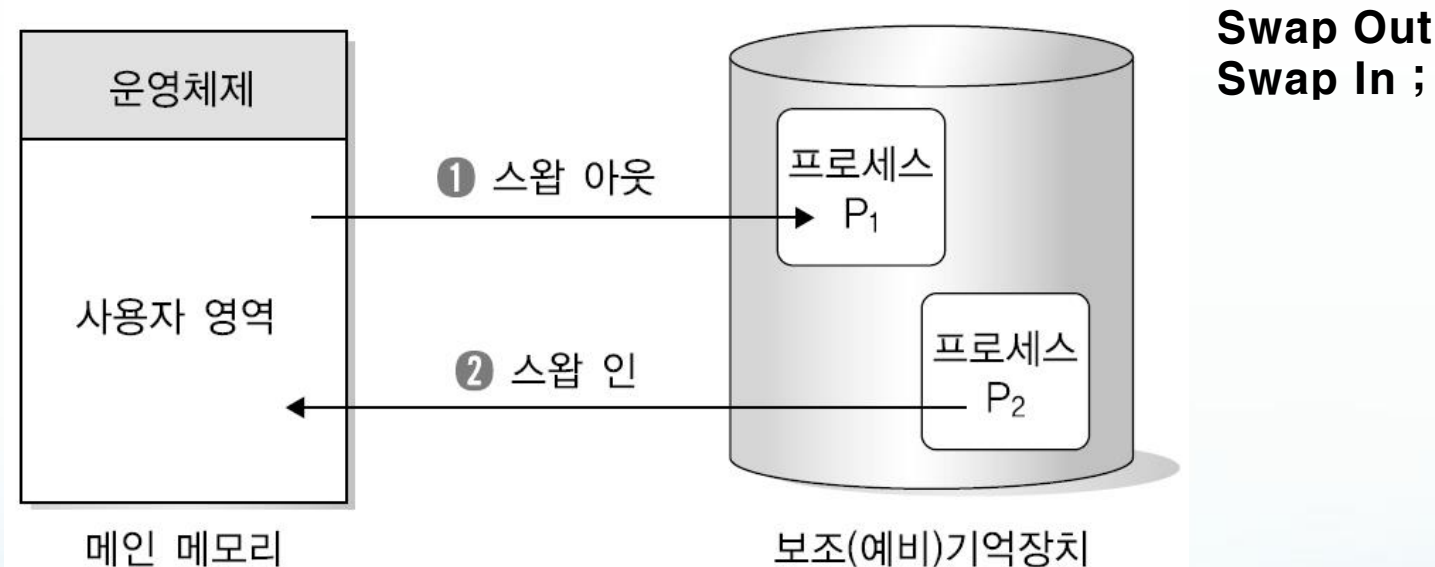 Swap Out
Swap In ;
운영체제
사용자 영역
메인 메모리
❶ 스왑 아웃
❷ 스왑 인
프로세스
P₁
프로세스
P₂
보조(예비)기억장치